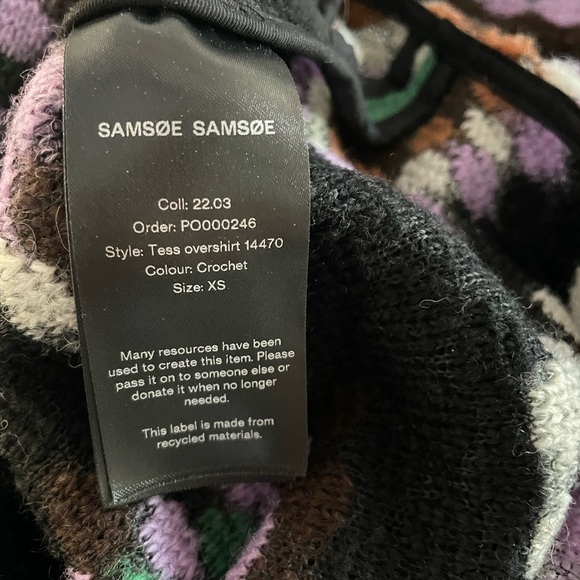 SAMSØE SAMSØE
Coll: 22.03
Order: PO000246
Style: Tess overshirt 14470
Colour: Crochet
Size: XS
Many resources have been
used to create this item. Please
pass it on to someone else or
donate it when no longer
needed.
This label is made from
recycled materials.